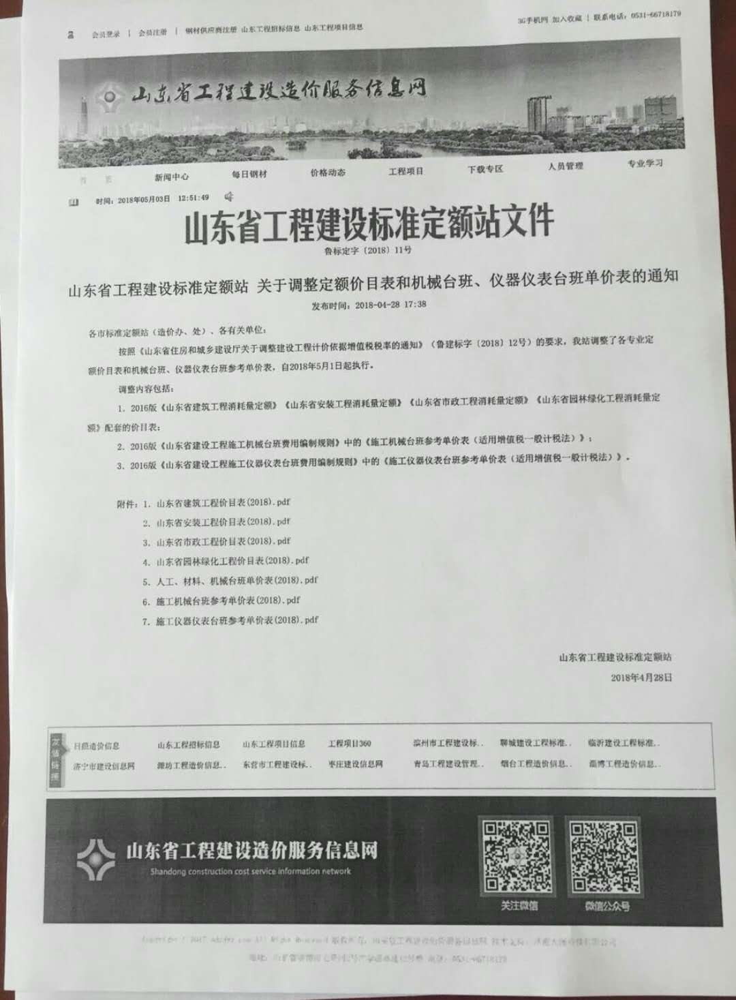 会员登录 | 会员注册 | 钢材供应商注册 山东工程招标信息 山东工程项目信息
3G手机网 加入收藏 | 联系电话：0531-66718179
山东省工程建设造价服务信息网
首 页 新闻中心 每日钢材 价格动态 工程项目 下载专区 人员管理 专业学习
时间：2018年05月03日 12:51:49
山东省工程建设标准定额站文件
鲁标定字〔2018〕11号
山东省工程建设标准定额站 关于调整定额价目表和机械台班、仪器仪表台班单价表的通知
发布时间：2018-04-28 17:38
各市标准定额站（造价办、处）、各有关单位：
按照《山东省住房和城乡建设厅关于调整建设工程计价依据增值税税率的通知》（鲁建标字〔2018〕12号）的要求，我站调整了各专业定
额价目表和机械台班、仪器仪表台班参考单价表，自2018年5月1日起执行。
调整内容包括：
1．2016版《山东省建筑工程消耗量定额》《山东省安装工程消耗量定额》《山东省市政工程消耗量定额》《山东省园林绿化工程消耗量定
额》配套的价目表；
2．2016版《山东省建设工程施工机械台班费用编制规则》中的《施工机械台班参考单价表（适用增值税一般计税法）》；
3．2016版《山东省建设工程施工仪器仪表台班费用编制规则》中的《施工仪器仪表台班参考单价表（适用增值税一般计税法）》。
附件：1．山东省建筑工程价目表(2018).pdf
2．山东省安装工程价目表(2018).pdf
3．山东省市政工程价目表(2018).pdf
4．山东省园林绿化工程价目表(2018).pdf
5．人工、材料、机械台班单价表(2018).pdf
6．施工机械台班参考单价表(2018).pdf
7．施工仪器仪表台班参考单价表(2018).pdf
山东省工程建设标准定额站
2018年4月28日
友情链接
日照造价信息 山东工程招标信息 山东工程项目信息 工程项目360 滨州市工程建设标.. 聊城建设工程标准.. 临沂建设工程标准..
济宁市建设信息网 潍坊工程造价信息.. 东营市工程建设标.. 枣庄建设信息网 青岛工程建设管理.. 烟台工程造价信息.. 淄博工程造价信息..
山东省工程建设造价服务信息网
Shandong construction cost service information network
关注微信 微信公众号
电话：0531-66718179